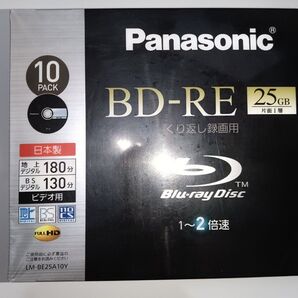 Panasonic®
10
PACK
BD-RE
25GB
片面1層
くり返し録画用
日本製
地上デジタル 180分
BSデジタル 130分
ビデオ用
Blu-ray Disc™
1～2倍速
FULL HD
LM-BE25A10Y